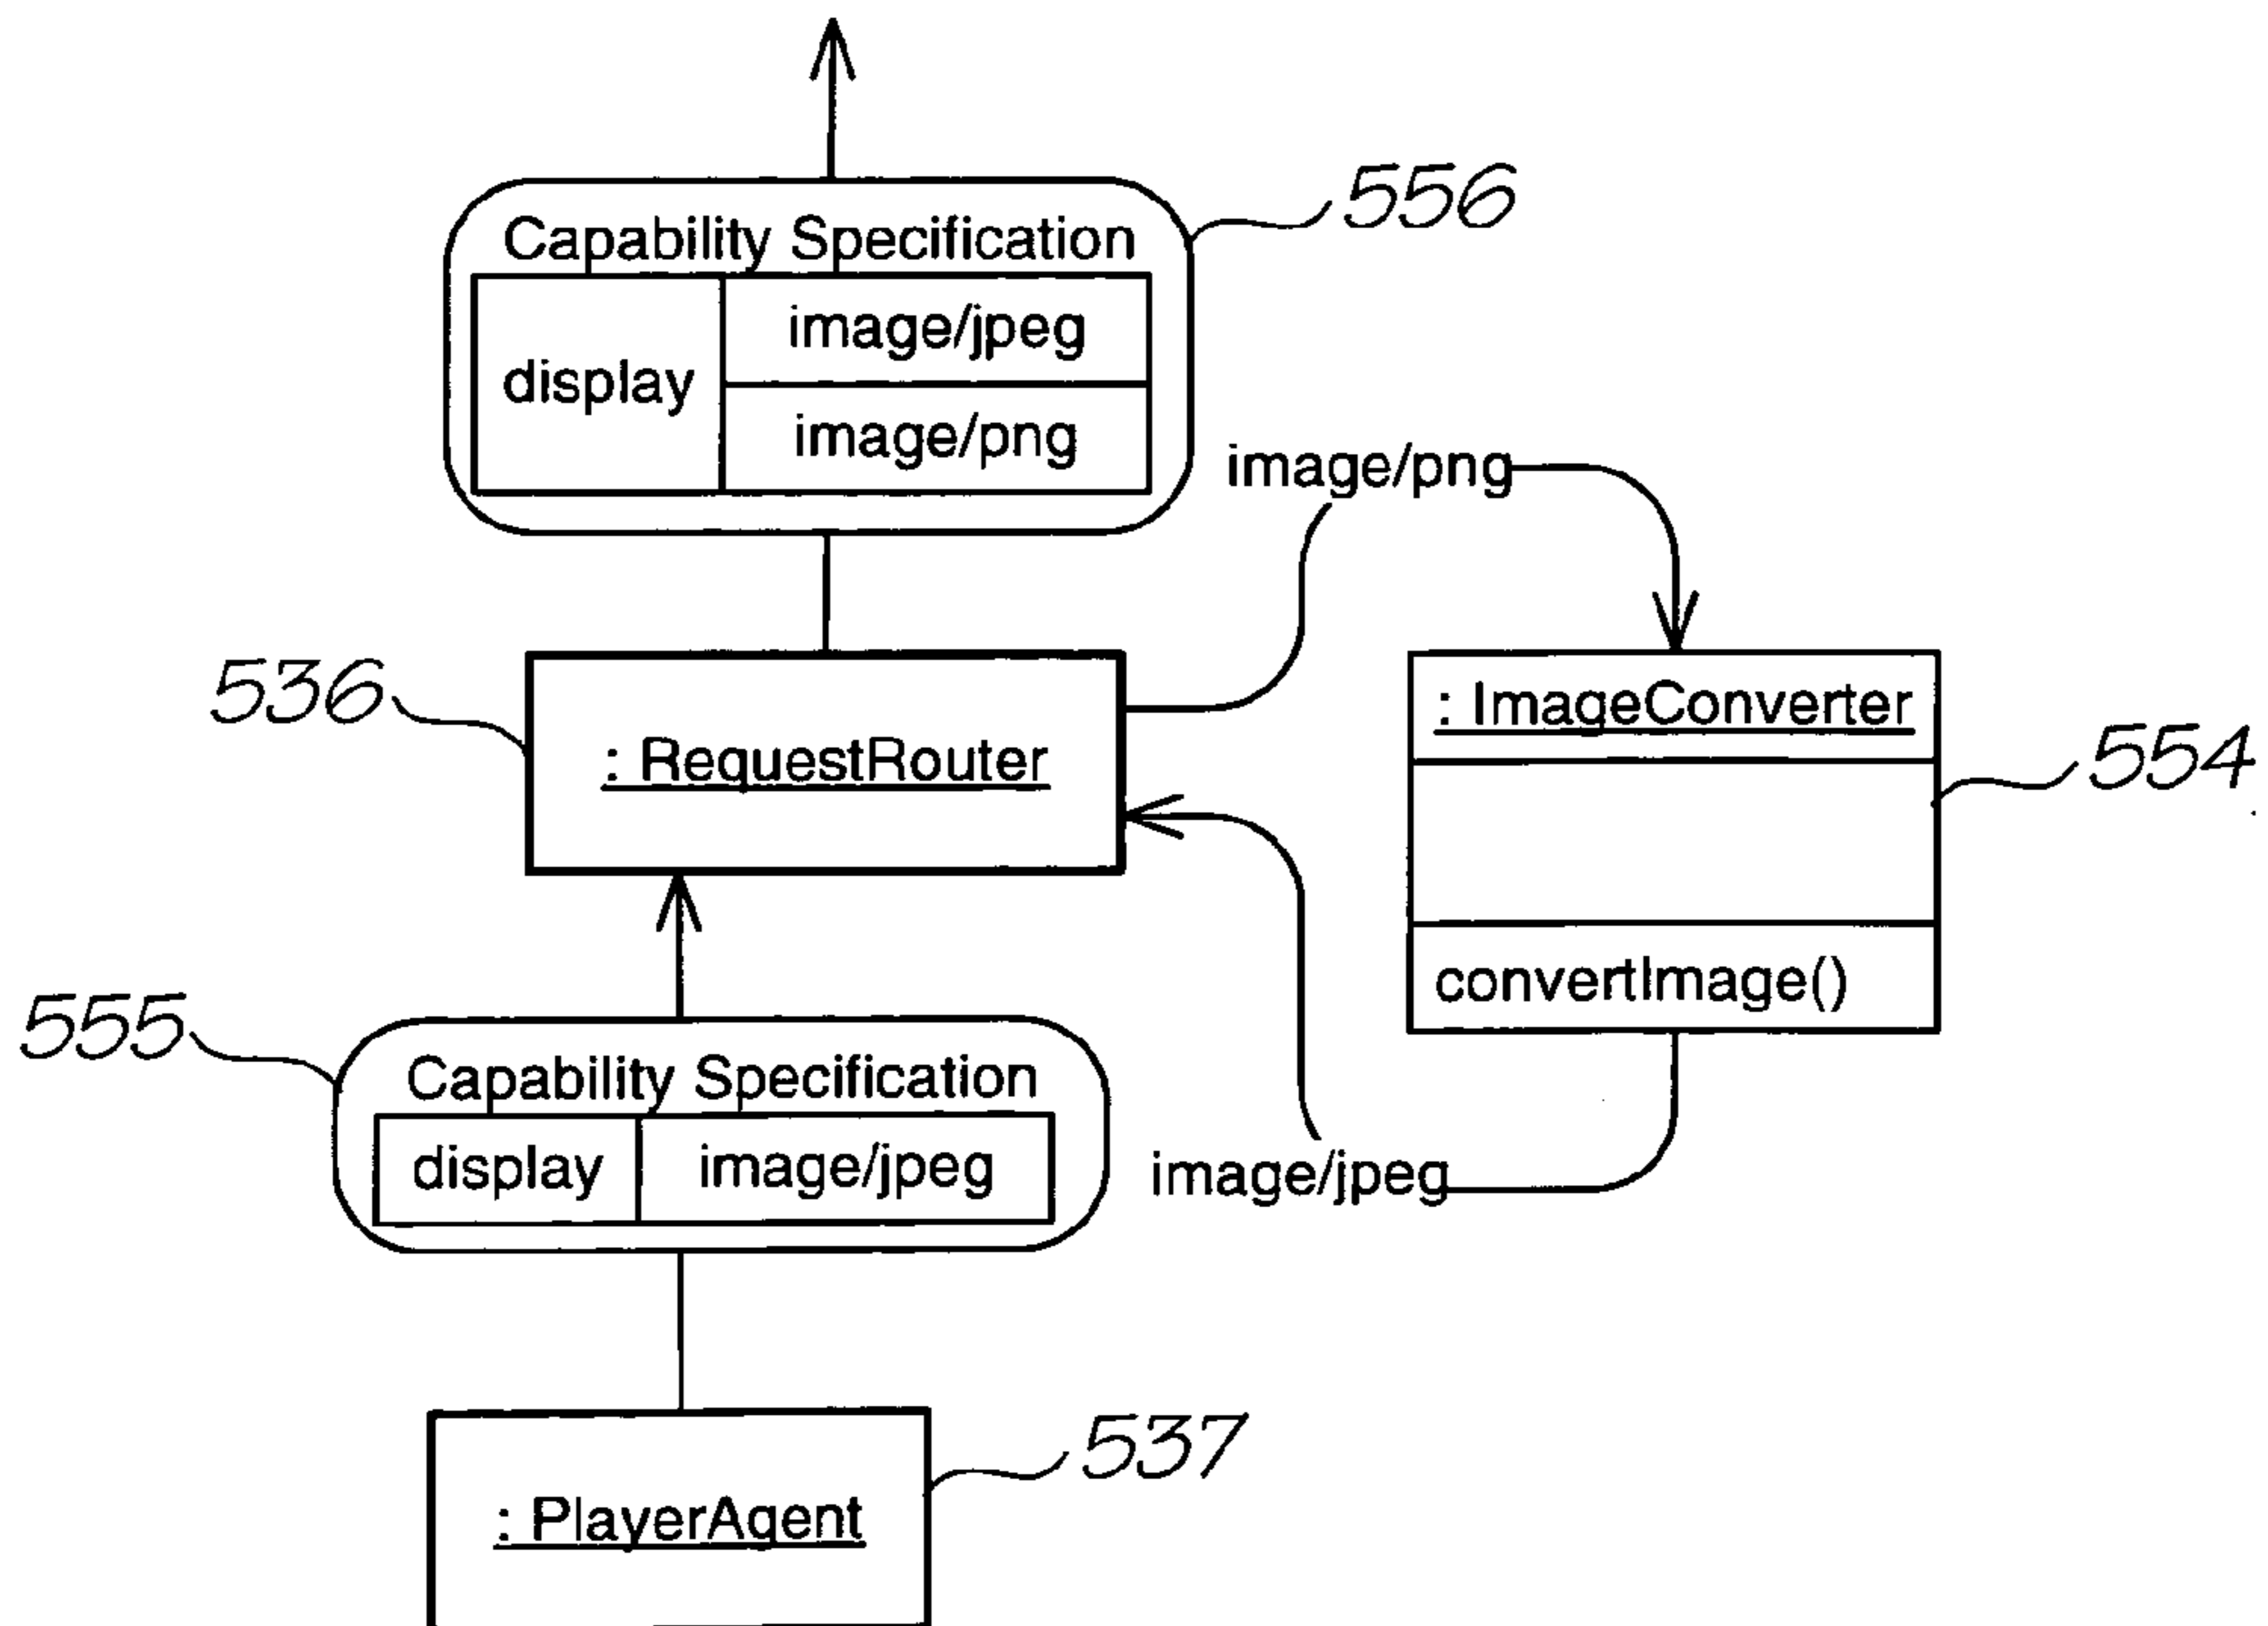 556
Capability Specification
display
image/jpeg
image/png
image/png
536
: RequestRouter
: ImageConverter
554
convertImage()
555
Capability Specification
display
image/jpeg
image/jpeg
537
: PlayerAgent